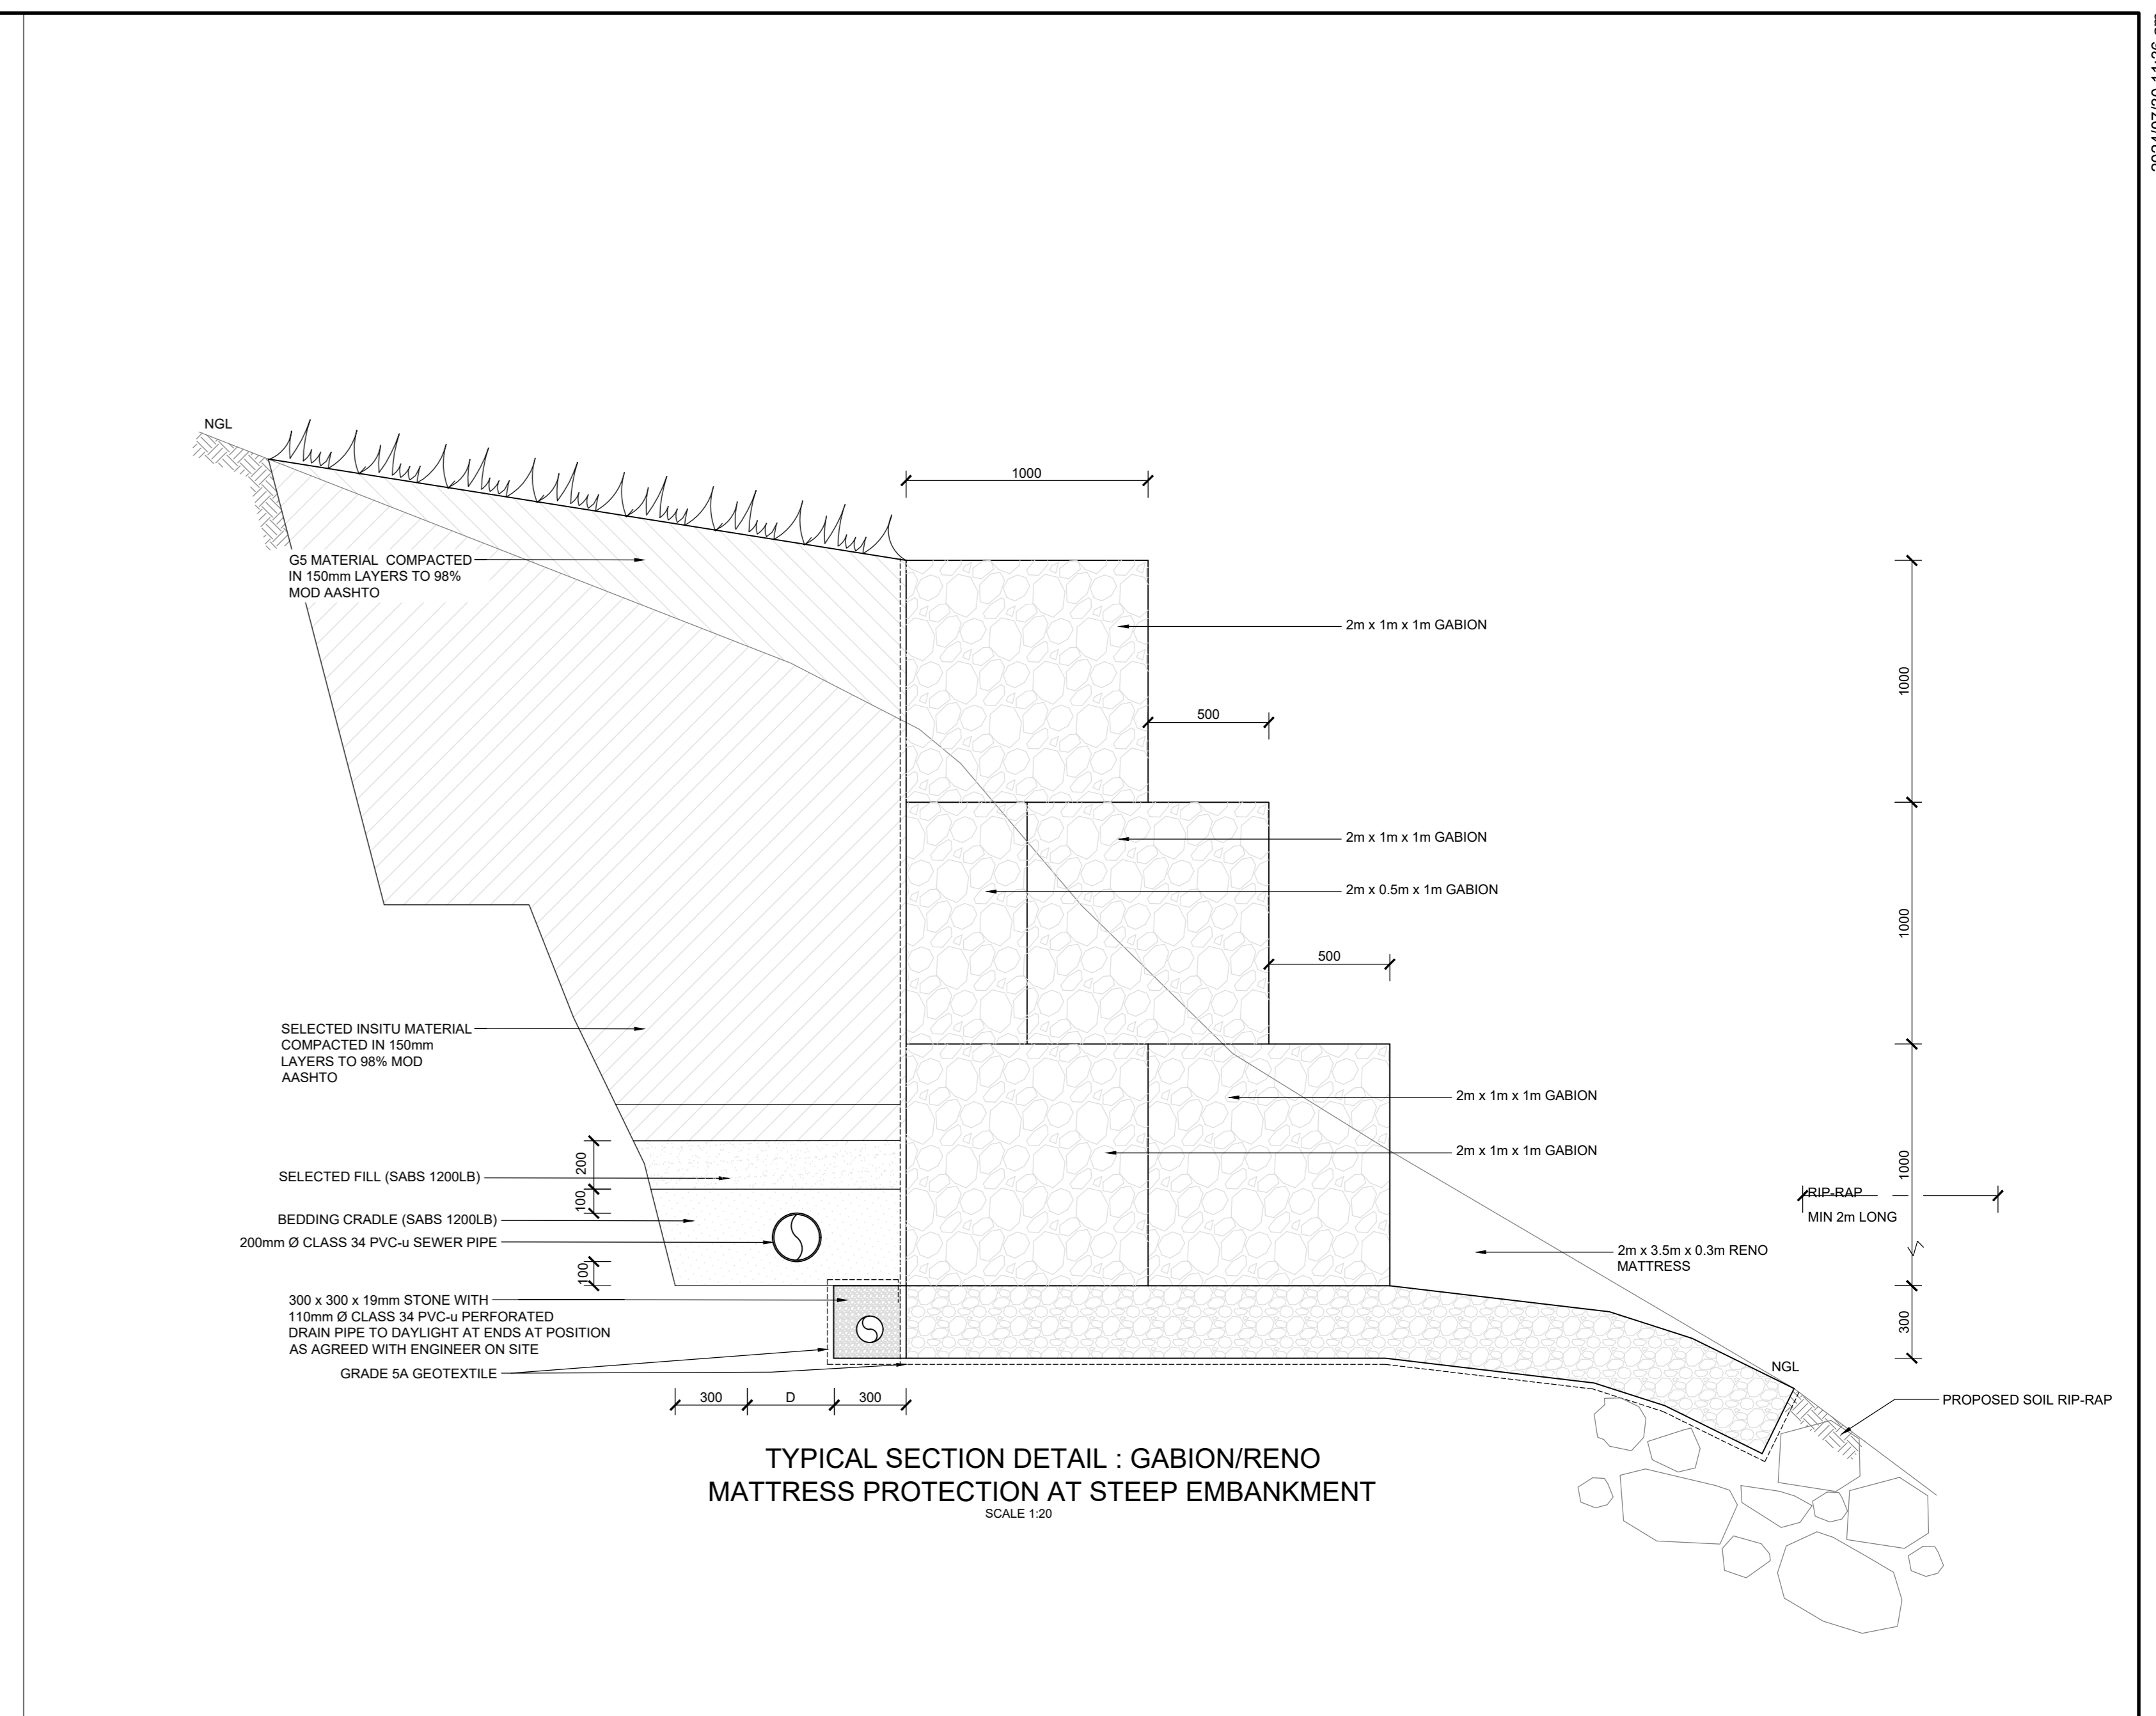 NGL
1000
G5 MATERIAL COMPACTED
IN 150mm LAYERS TO 98%
MOD AASHTO
2m x 1m x 1m GABION
1000
500
2m x 1m x 1m GABION
2m x 0.5m x 1m GABION
1000
500
SELECTED INSITU MATERIAL
COMPACTED IN 150mm
LAYERS TO 98% MOD
AASHTO
2m x 1m x 1m GABION
2m x 1m x 1m GABION
1000
200
SELECTED FILL (SABS 1200LB)
100
BEDDING CRADLE (SABS 1200LB)
200mm Ø CLASS 34 PVC-u SEWER PIPE
100
RIP-RAP
MIN 2m LONG
2m x 3.5m x 0.3m RENO
MATTRESS
300 x 300 x 19mm STONE WITH
110mm Ø CLASS 34 PVC-u PERFORATED
DRAIN PIPE TO DAYLIGHT AT ENDS AT POSITION
AS AGREED WITH ENGINEER ON SITE
GRADE 5A GEOTEXTILE
300
NGL
PROPOSED SOIL RIP-RAP
300
D
300
TYPICAL SECTION DETAIL : GABION/RENO
MATTRESS PROTECTION AT STEEP EMBANKMENT
SCALE 1:20